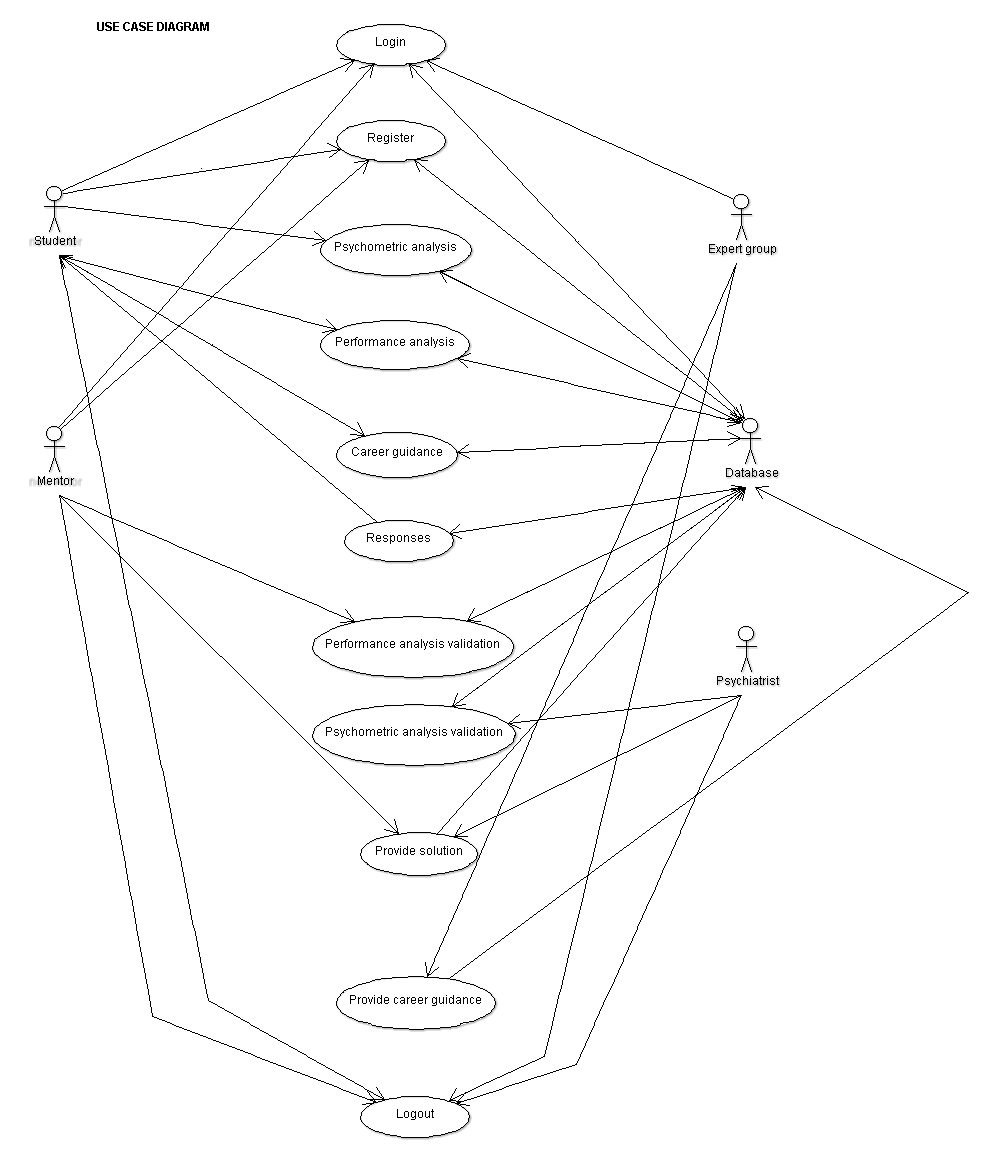 USE CASE DIAGRAM
Login
Register
Student
Psychometric analysis
Expert group
Performance analysis
Career guidance
Mentor
Database
Responses
Performance analysis validation
Psychiatrist
Psychometric analysis validation
Provide solution
Provide career guidance
Logout